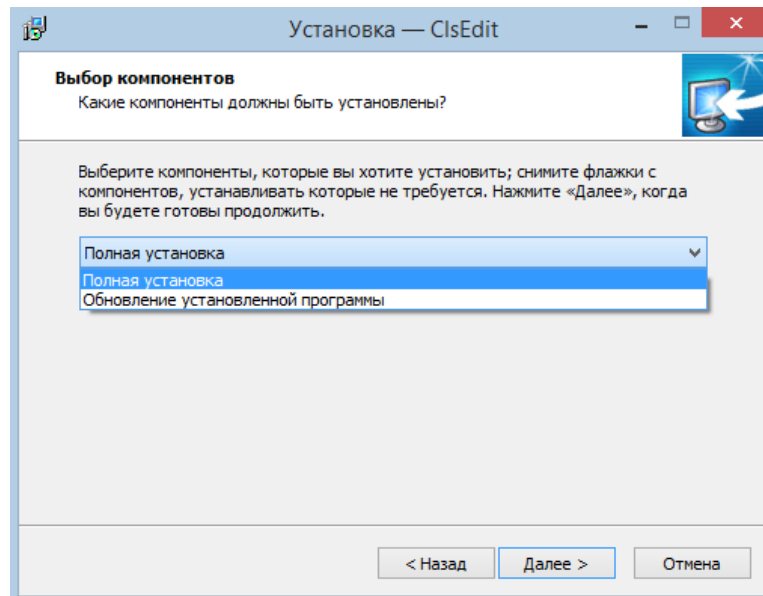 Установка — ClsEdit
Выбор компонентов
Какие компоненты должны быть установлены?
Выберите компоненты, которые вы хотите установить; снимите флажки с
компонентов, устанавливать которые не требуется. Нажмите «Далее», когда
вы будете готовы продолжить.
Полная установка
Полная установка
Обновление установленной программы
< Назад
Далее >
Отмена